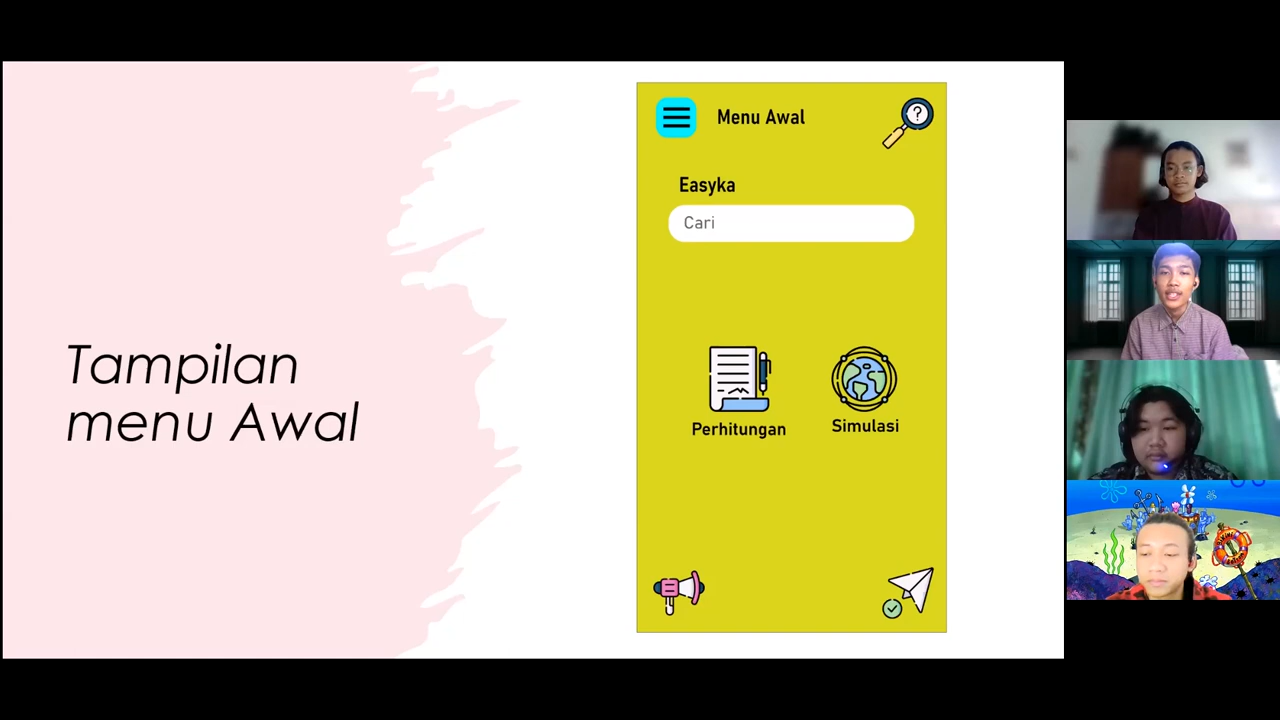 Tampilan
menu Awal
Menu Awal
?
Easyka
Cari
Perhitungan
Simulasi